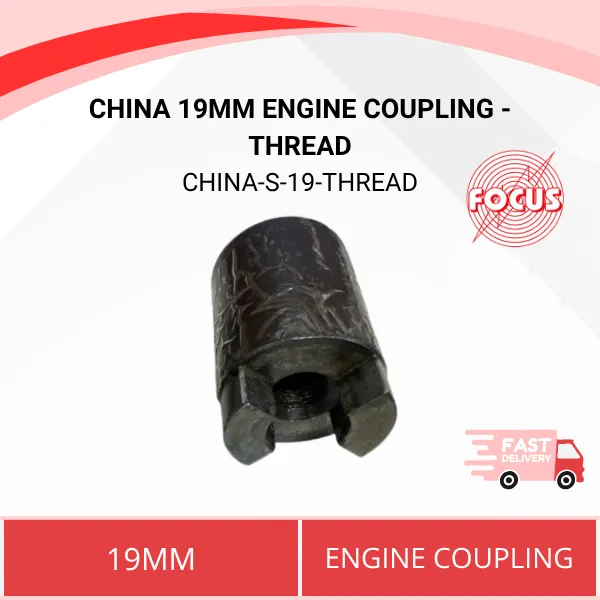 CHINA 19MM ENGINE COUPLING -
THREAD
CHINA-S-19-THREAD
FOCUS
FAST
DELIVERY
19MM
ENGINE COUPLING